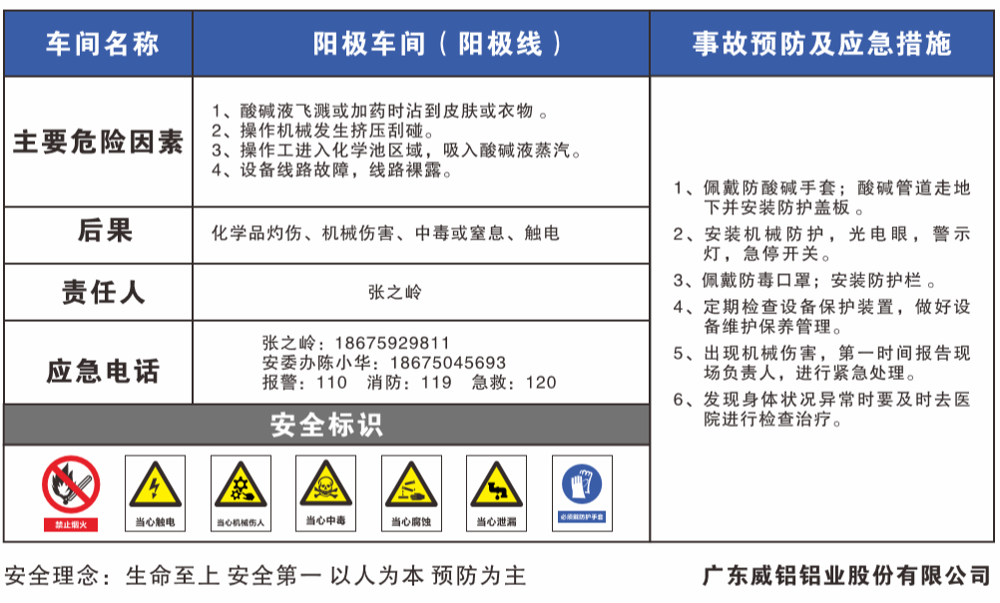 车间名称
阳极车间（阳极线）
事故预防及应急措施
主要危险因素
1、酸碱液飞溅或加药时沾到皮肤或衣物。
2、操作机械发生挤压刮碰。
3、操作工进入化学池区域，吸入酸碱液蒸汽。
4、设备线路故障，线路裸露。
后果
化学品灼伤、机械伤害、中毒或窒息、触电
责任人
张之岭
应急电话
张之岭：18675929811
安委办陈小华：18675045693
报警：110 消防：119 急救：120
1、佩戴防酸碱手套；酸碱管道走地
下并安装防护盖板。
2、安装机械防护，光电眼，警示
灯，急停开关。
3、佩戴防毒口罩；安装防护栏。
4、定期检查设备保护装置，做好设
备维护保养管理。
5、出现机械伤害，第一时间报告现
场负责人，进行紧急处理。
6、发现身体状况异常时要及时去医
院进行检查治疗。
安全标识
禁止烟火
当心触电
当心机械伤人
当心中毒
当心腐蚀
当心泄漏
必须戴防护手套
安全理念：生命至上 安全第一 以人为本 预防为主
广东威铝铝业股份有限公司